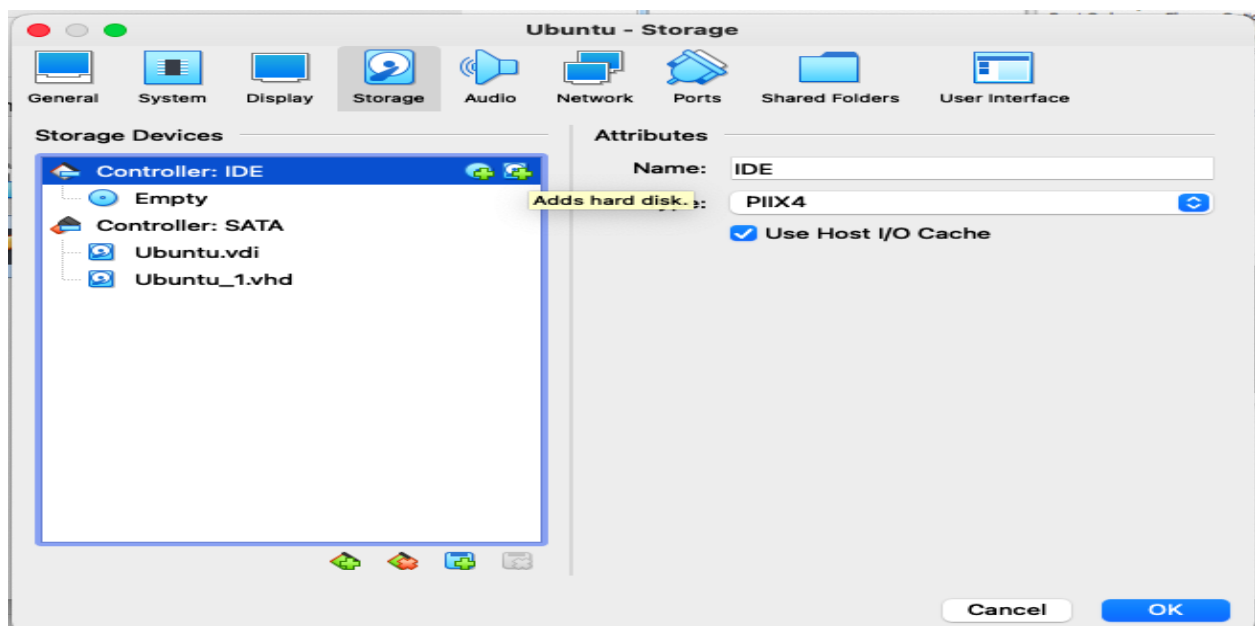 Ubuntu - Storage
General System Display Storage Audio Network Ports Shared Folders User Interface
Storage Devices
Controller: IDE
Empty
Controller: SATA
Ubuntu.vdi
Ubuntu_1.vhd
Adds hard disk.
Attributes
Name: IDE
PIIX4
Use Host I/O Cache
Cancel OK